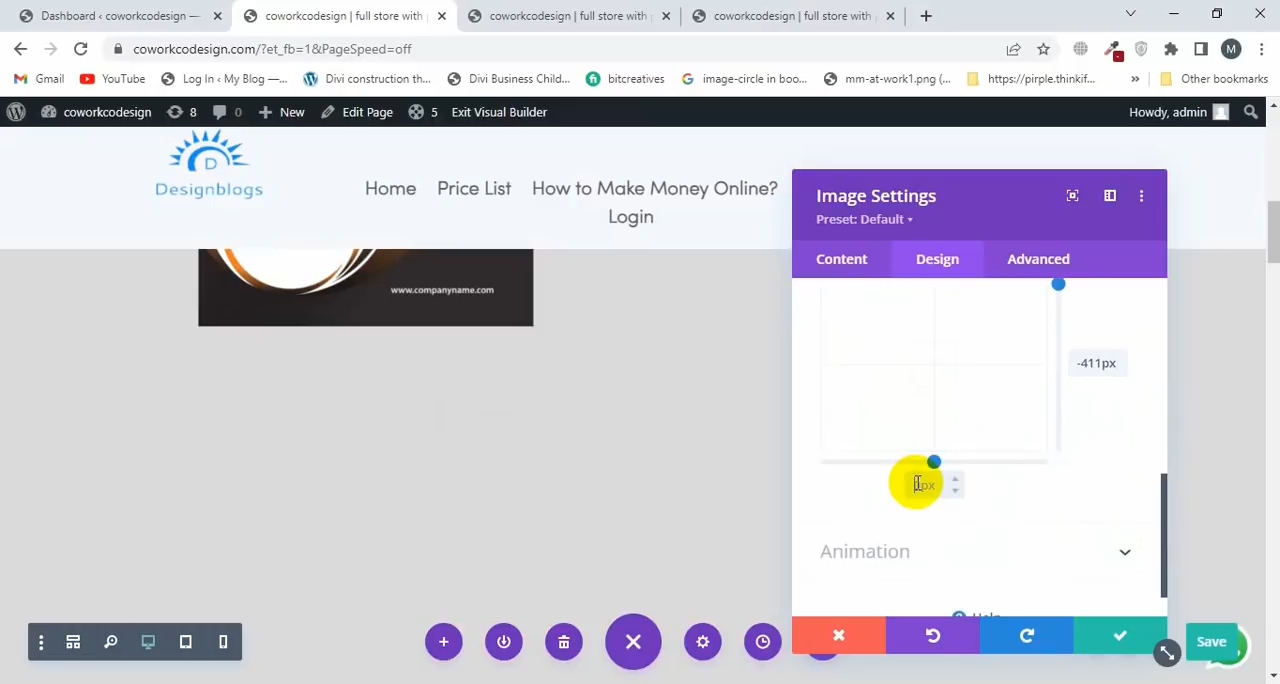 Dashboard ‹ coworkcodesign —
coworkcodesign | full store with
coworkcodesign | full store with
coworkcodesign | full store with
coworkcodesign.com/?et_fb=1&PageSpeed=off
M
Gmail
YouTube
Log In ‹ My Blog —...
Divi construction th...
Divi Business Child...
bitcreatives
image-circle in boo...
mm-at-work1.png (...
https://pirple.thinkif...
»
Other bookmarks
coworkcodesign
8
0
New
Edit Page
5
Exit Visual Builder
Howdy, admin
D
Designblogs
Home
Price List
How to Make Money Online?
Login
www.companyname.com
Image Settings
Preset: Default
Content
Design
Advanced
-411px
Animation
Help
Save